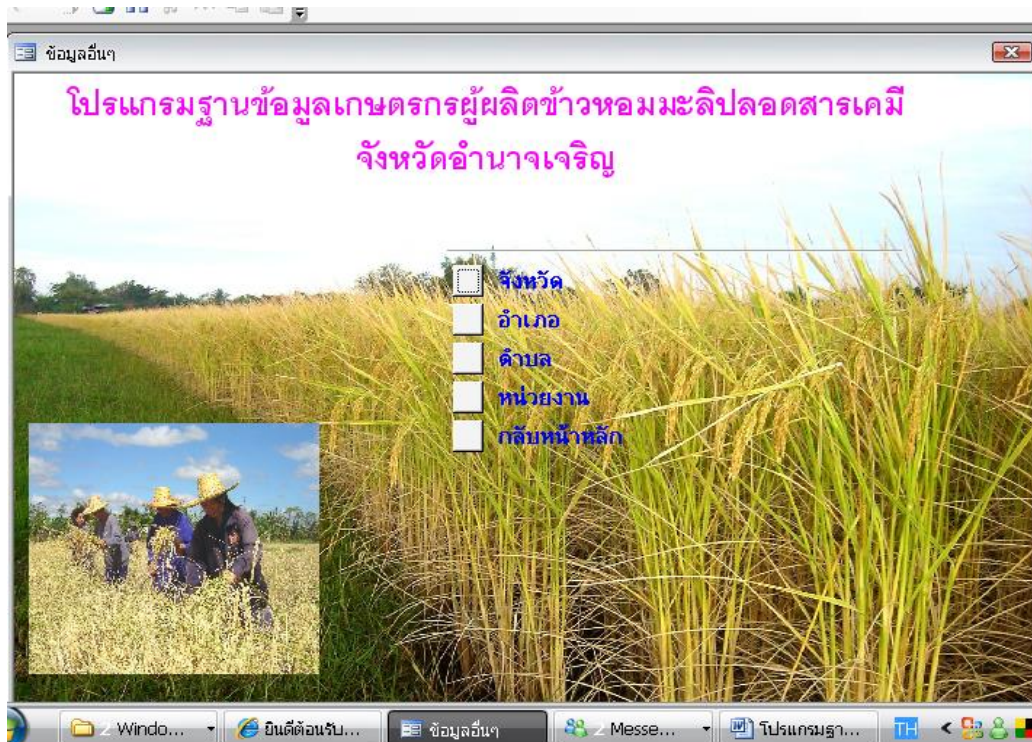 ข้อมูลอื่นๆ
โปรแกรมฐานข้อมูลเกษตรกรผู้ผลิตข้าวหอมมะลิปลอดสารเคมี
จังหวัดอำนาจเจริญ
จังหวัด
อำเภอ
ตำบล
หน่วยงาน
กลับหน้าหลัก
2 Windo... ยินดีต้อนรับ... ข้อมูลอื่นๆ 2 Messe... โปรแกรมฐา... TH